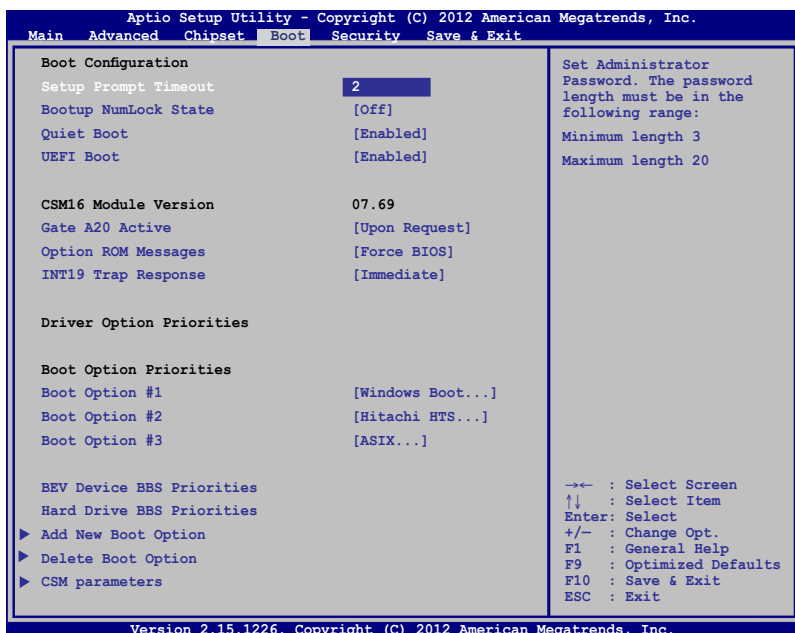 Aptio Setup Utility - Copyright (C) 2012 American Megatrends, Inc.
Main Advanced Chipset Boot Security Save & Exit
Boot Configuration
Setup Prompt Timeout 2
Bootup NumLock State [Off]
Quiet Boot [Enabled]
UEFI Boot [Enabled]
CSM16 Module Version 07.69
Gate A20 Active [Upon Request]
Option ROM Messages [Force BIOS]
INT19 Trap Response [Immediate]
Driver Option Priorities
Boot Option Priorities
Boot Option #1 [Windows Boot...]
Boot Option #2 [Hitachi HTS...]
Boot Option #3 [ASIX...]
BEV Device BBS Priorities
Hard Drive BBS Priorities
▶ Add New Boot Option
▶ Delete Boot Option
▶ CSM parameters
Set Administrator
Password. The password
length must be in the
following range:
Minimum length 3
Maximum length 20
→← : Select Screen
↑↓ : Select Item
Enter: Select
+/— : Change Opt.
F1 : General Help
F9 : Optimized Defaults
F10 : Save & Exit
ESC : Exit
Version 2.15.1226. Copyright (C) 2012 American Megatrends, Inc.